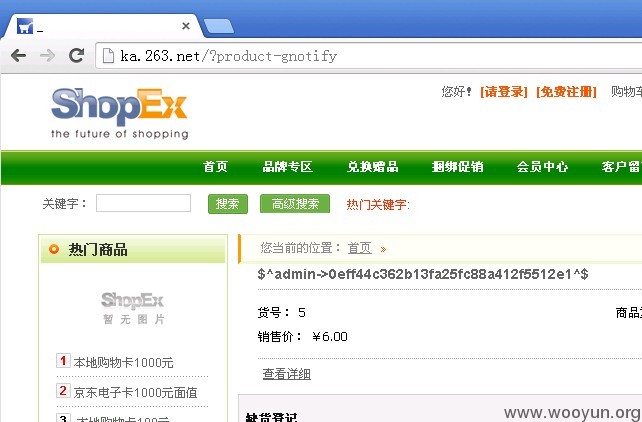 _
ka.263.net/?product-gnotify
ShopEx
the future of shopping
您好! [请登录] [免费注册] 购物车
首页 品牌专区 兑换赠品 捆绑促销 会员中心 客户留
关键字： 搜索 高级搜索 热门关键字:
热门商品
ShopEx
暂无图片
1 本地购物卡1000元
2 京东电子卡1000元面值
3 本地购物卡100元
您当前的位置： 首页 »
$^admin->0eff44c362b13fa25fc88a412f5512e1^$
货号： 5
销售价： ￥6.00
查看详细
缺货登记
www.wooyun.org